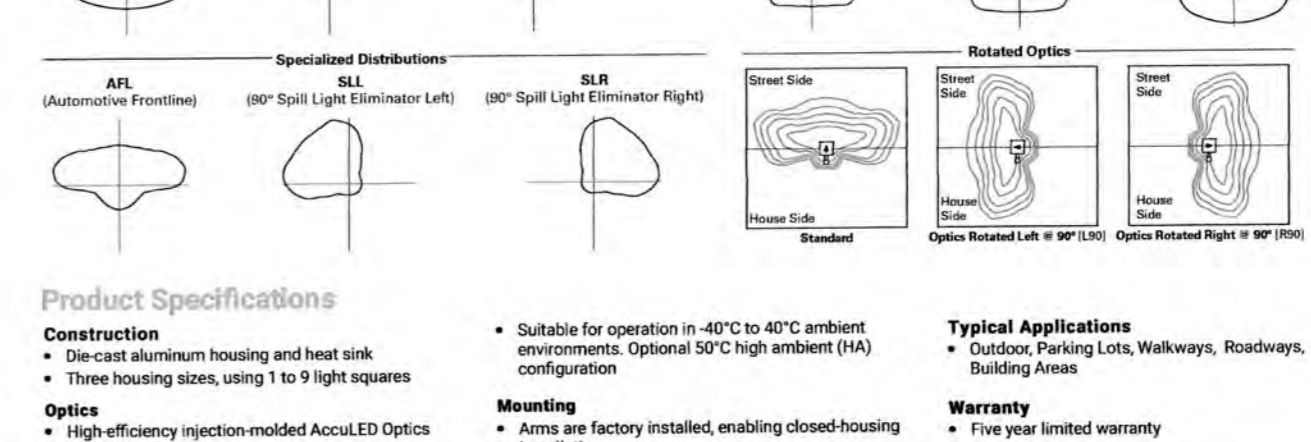 Specialized Distributions
AFL
(Automotive Frontline)
SLL
(90° Spill Light Eliminator Left)
SLR
(90° Spill Light Eliminator Right)
Rotated Optics
Street Side
House Side
Standard
Street
Side
House
Side
Optics Rotated Left @ 90° [L90]
Street
Side
House
Side
Optics Rotated Right @ 90° [R90]
Product Specifications
Construction
• Die-cast aluminum housing and heat sink
• Three housing sizes, using 1 to 9 light squares
Optics
• High-efficiency injection-molded AccuLED Optics
• Suitable for operation in -40°C to 40°C ambient
environments. Optional 50°C high ambient (HA)
configuration
Mounting
• Arms are factory installed, enabling closed-housing
Typical Applications
• Outdoor, Parking Lots, Walkways, Roadways,
Building Areas
Warranty
• Five year limited warranty